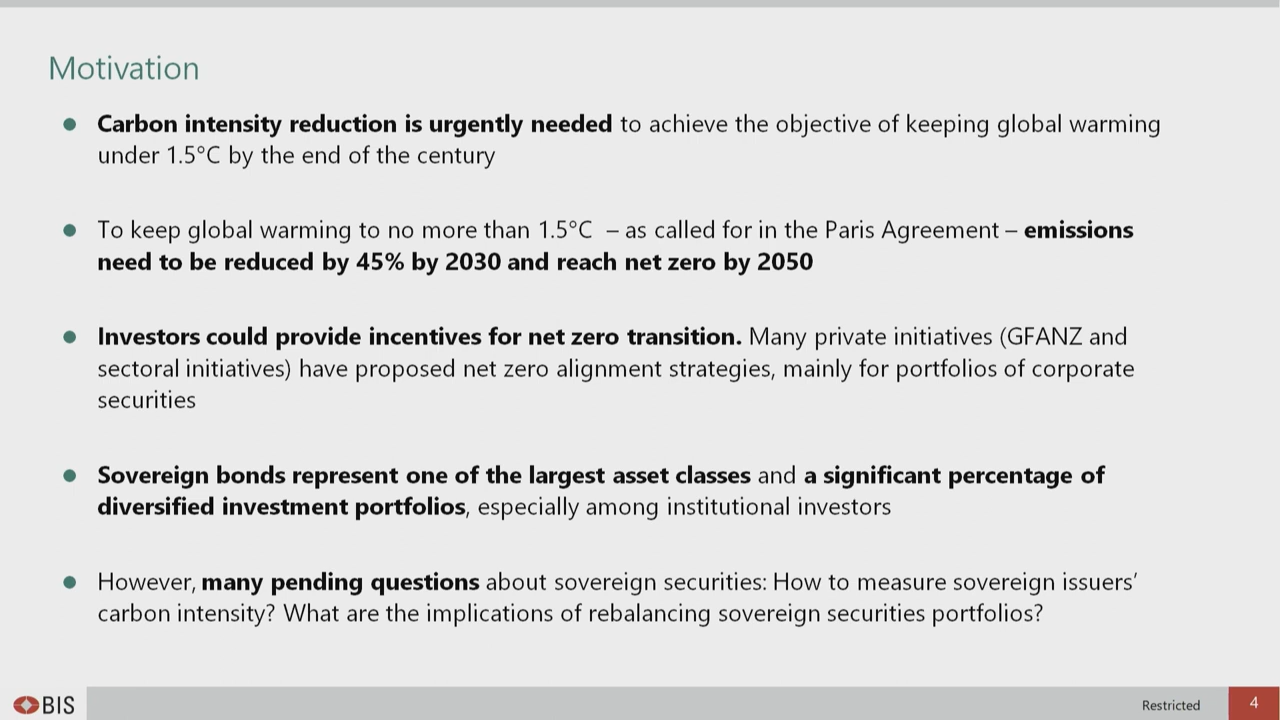 Motivation
● Carbon intensity reduction is urgently needed to achieve the objective of keeping global warming
under 1.5°C by the end of the century
● To keep global warming to no more than 1.5°C – as called for in the Paris Agreement – emissions
need to be reduced by 45% by 2030 and reach net zero by 2050
● Investors could provide incentives for net zero transition. Many private initiatives (GFANZ and
sectoral initiatives) have proposed net zero alignment strategies, mainly for portfolios of corporate
securities
● Sovereign bonds represent one of the largest asset classes and a significant percentage of
diversified investment portfolios, especially among institutional investors
● However, many pending questions about sovereign securities: How to measure sovereign issuers’
carbon intensity? What are the implications of rebalancing sovereign securities portfolios?
BIS
Restricted
4